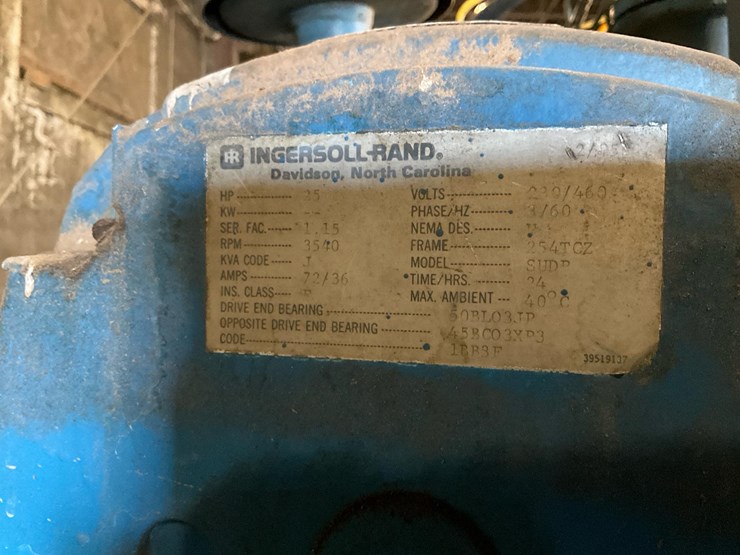 IR INGERSOLL-RAND®
Davidson, North Carolina
HP 25
KW --
SER. FAC. 1.15
RPM 3540
KVA CODE J
AMPS 72/36
INS. CLASS
VOLTS 230/460
PHASE/HZ 3/60
NEMA DES.
FRAME 254TCZ
MODEL SUDP
TIME/HRS. 24
MAX. AMBIENT 40°C
DRIVE END BEARING 50BL03JP
OPPOSITE DRIVE END BEARING 45BC03XP3
CODE
39519137